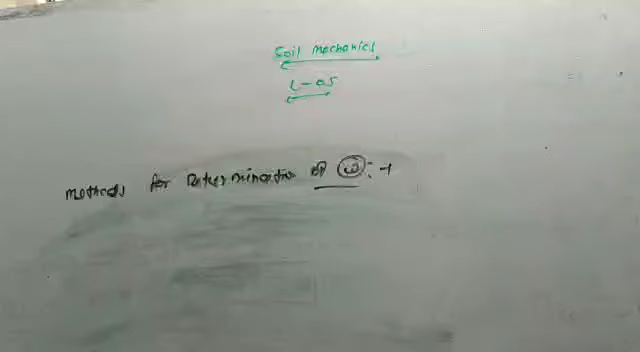 Soil Mechanics
L-05
methods for Determination of ω :-